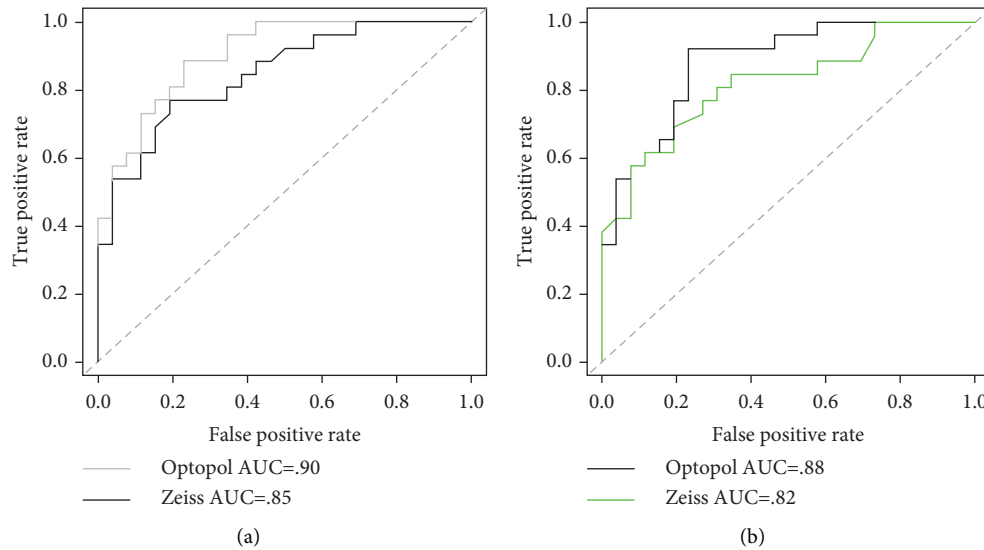 True positive rate
1.0
0.8
0.6
0.4
0.2
0.0
0.0 0.2 0.4 0.6 0.8 1.0
False positive rate
Optopol AUC=.90
Zeiss AUC=.85
(a)
True positive rate
1.0
0.8
0.6
0.4
0.2
0.0
0.0 0.2 0.4 0.6 0.8 1.0
False positive rate
Optopol AUC=.88
Zeiss AUC=.82
(b)